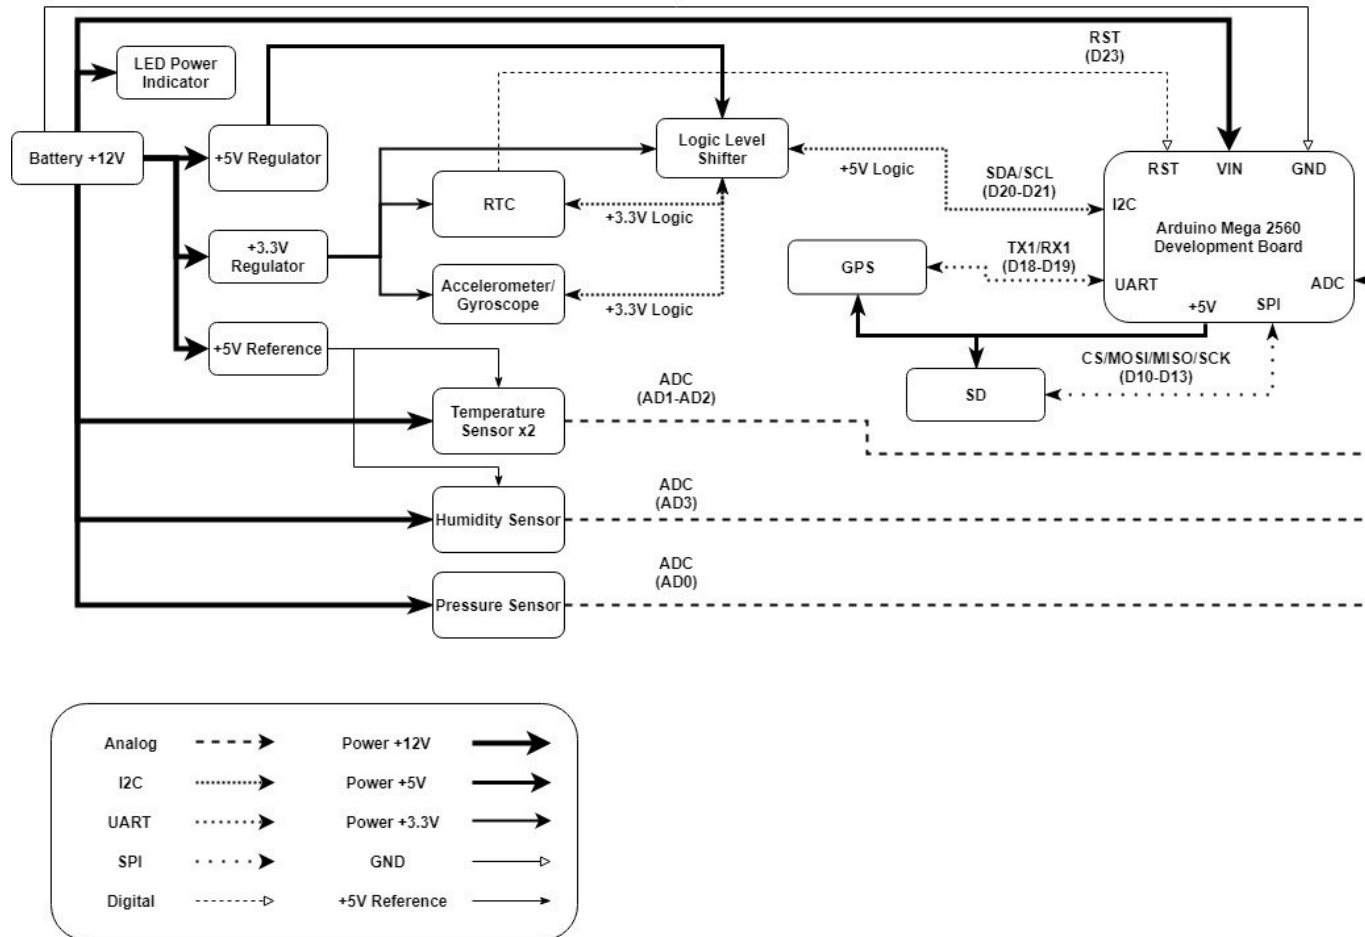 RST
(D23)
LED Power
Indicator
Battery +12V
+5V Regulator
Logic Level
Shifter
+5V Logic
SDA/SCL
(D20-D21)
RST
VIN
GND
I2C
Arduino Mega 2560
Development Board
UART
ADC
+5V
SPI
RTC
+3.3V Logic
+3.3V
Regulator
Accelerometer/
Gyroscope
+3.3V Logic
GPS
TX1/RX1
(D18-D19)
+5V Reference
CS/MOSI/MISO/SCK
(D10-D13)
SD
Temperature
Sensor x2
ADC
(AD1-AD2)
Humidity Sensor
ADC
(AD3)
Pressure Sensor
ADC
(AD0)
Analog
Power +12V
I2C
Power +5V
UART
Power +3.3V
SPI
GND
Digital
+5V Reference